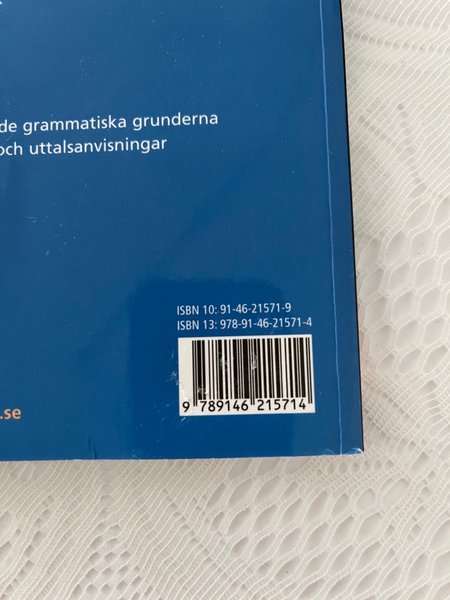 de grammatiska grunderna
och uttalsanvisningar
ISBN 10: 91-46-21571-9
ISBN 13: 978-91-46-21571-4
9 789146 215714
.se